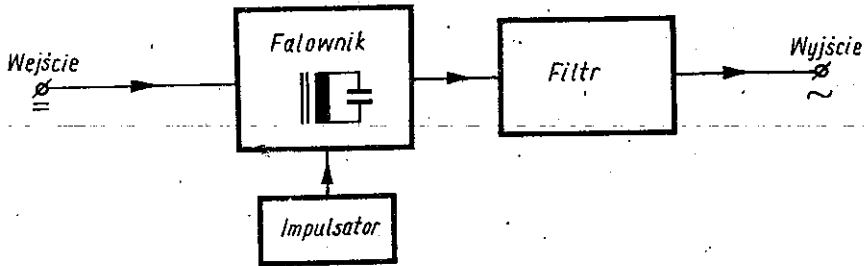 Wejście
=
Falownik
Filtr
Wyjście
~
Impulsator